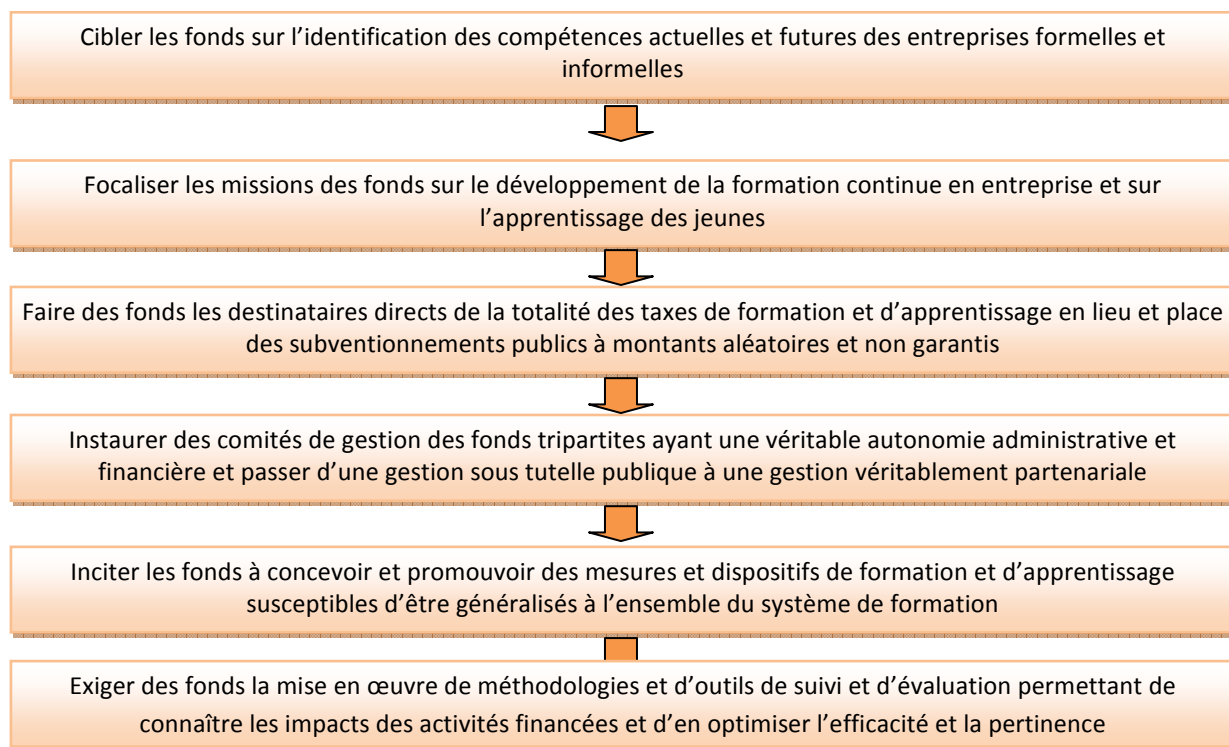 Cibler les fonds sur l’identification des compétences actuelles et futures des entreprises formelles et
informelles
Focaliser les missions des fonds sur le développement de la formation continue en entreprise et sur
l’apprentissage des jeunes
Faire des fonds les destinataires directs de la totalité des taxes de formation et d’apprentissage en lieu et place
des subventionnements publics à montants aléatoires et non garantis
Instaurer des comités de gestion des fonds tripartites ayant une véritable autonomie administrative et
financière et passer d’une gestion sous tutelle publique à une gestion véritablement partenariale
Inciter les fonds à concevoir et promouvoir des mesures et dispositifs de formation et d’apprentissage
susceptibles d’être généralisés à l’ensemble du système de formation
Exiger des fonds la mise en œuvre de méthodologies et d’outils de suivi et d’évaluation permettant de
connaître les impacts des activités financées et d’en optimiser l’efficacité et la pertinence